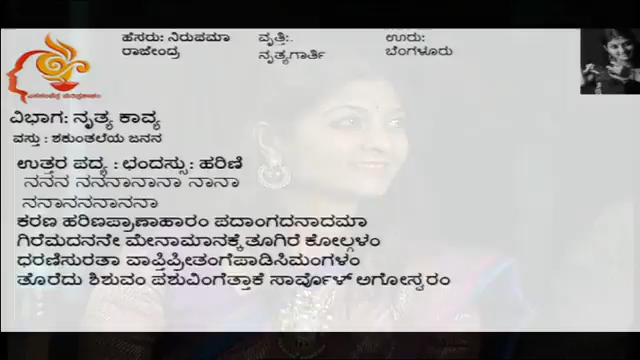 ಹೆಸರು: ನಿರುಪಮಾ ರಾಜೇಂದ್ರ
ವೃತ್ತಿ:. ನೃತ್ಯಗಾರ್ತಿ
ಊರು: ಬೆಂಗಳೂರು
ವಿಭಾಗ: ನೃತ್ಯ ಕಾವ್ಯ
ವಸ್ತು : ಶಕುಂತಲೆಯ ಜನನ
ಉತ್ತರ ಪದ್ಯ : ಛಂದಸ್ಸು: ಹರಿಣಿ
ನನನ ನನನಾನಾನಾ ನಾನಾ
ನನಾನನನಾನನಾ
ಕರಣ ಹರಿಣಪ್ರಾಣಾಹಾರಂ ಪದಾಂಗದನಾದಮಾ
ಗಿರೆಮದನನೇ ಮೇನಾಮಾನಕ್ಕೆ ತೂಗಿರೆ ಕೋಲ್ಗಳಂ
ಧರಣಿಸುರತಾ ವಾಪ್ತಿಪ್ರೀತಂಗೆಪಾಡಿಸಿಮಂಗಳಂ
ತೊರೆದು ಶಿಶುವಂ ಪಶುವಿಂಗೆತ್ತಾಕೆ ಸಾರ್ವೊಳ್ ಅಗೋಸ್ವರಂ